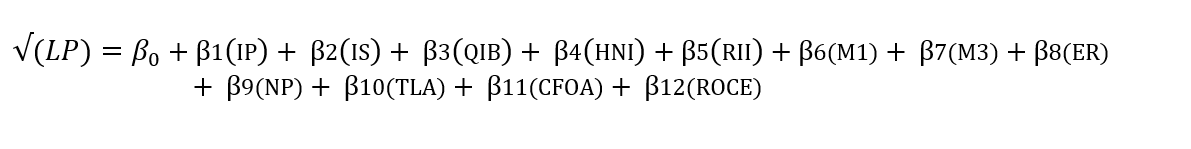 √(LP) = β₀ + β1(IP) + β2(IS) + β3(QIB) + β4(HNI) + β5(RII) + β6(M1) + β7(M3) + β8(ER)
+ β9(NP) + β10(TLA) + β11(CFOA) + β12(ROCE)